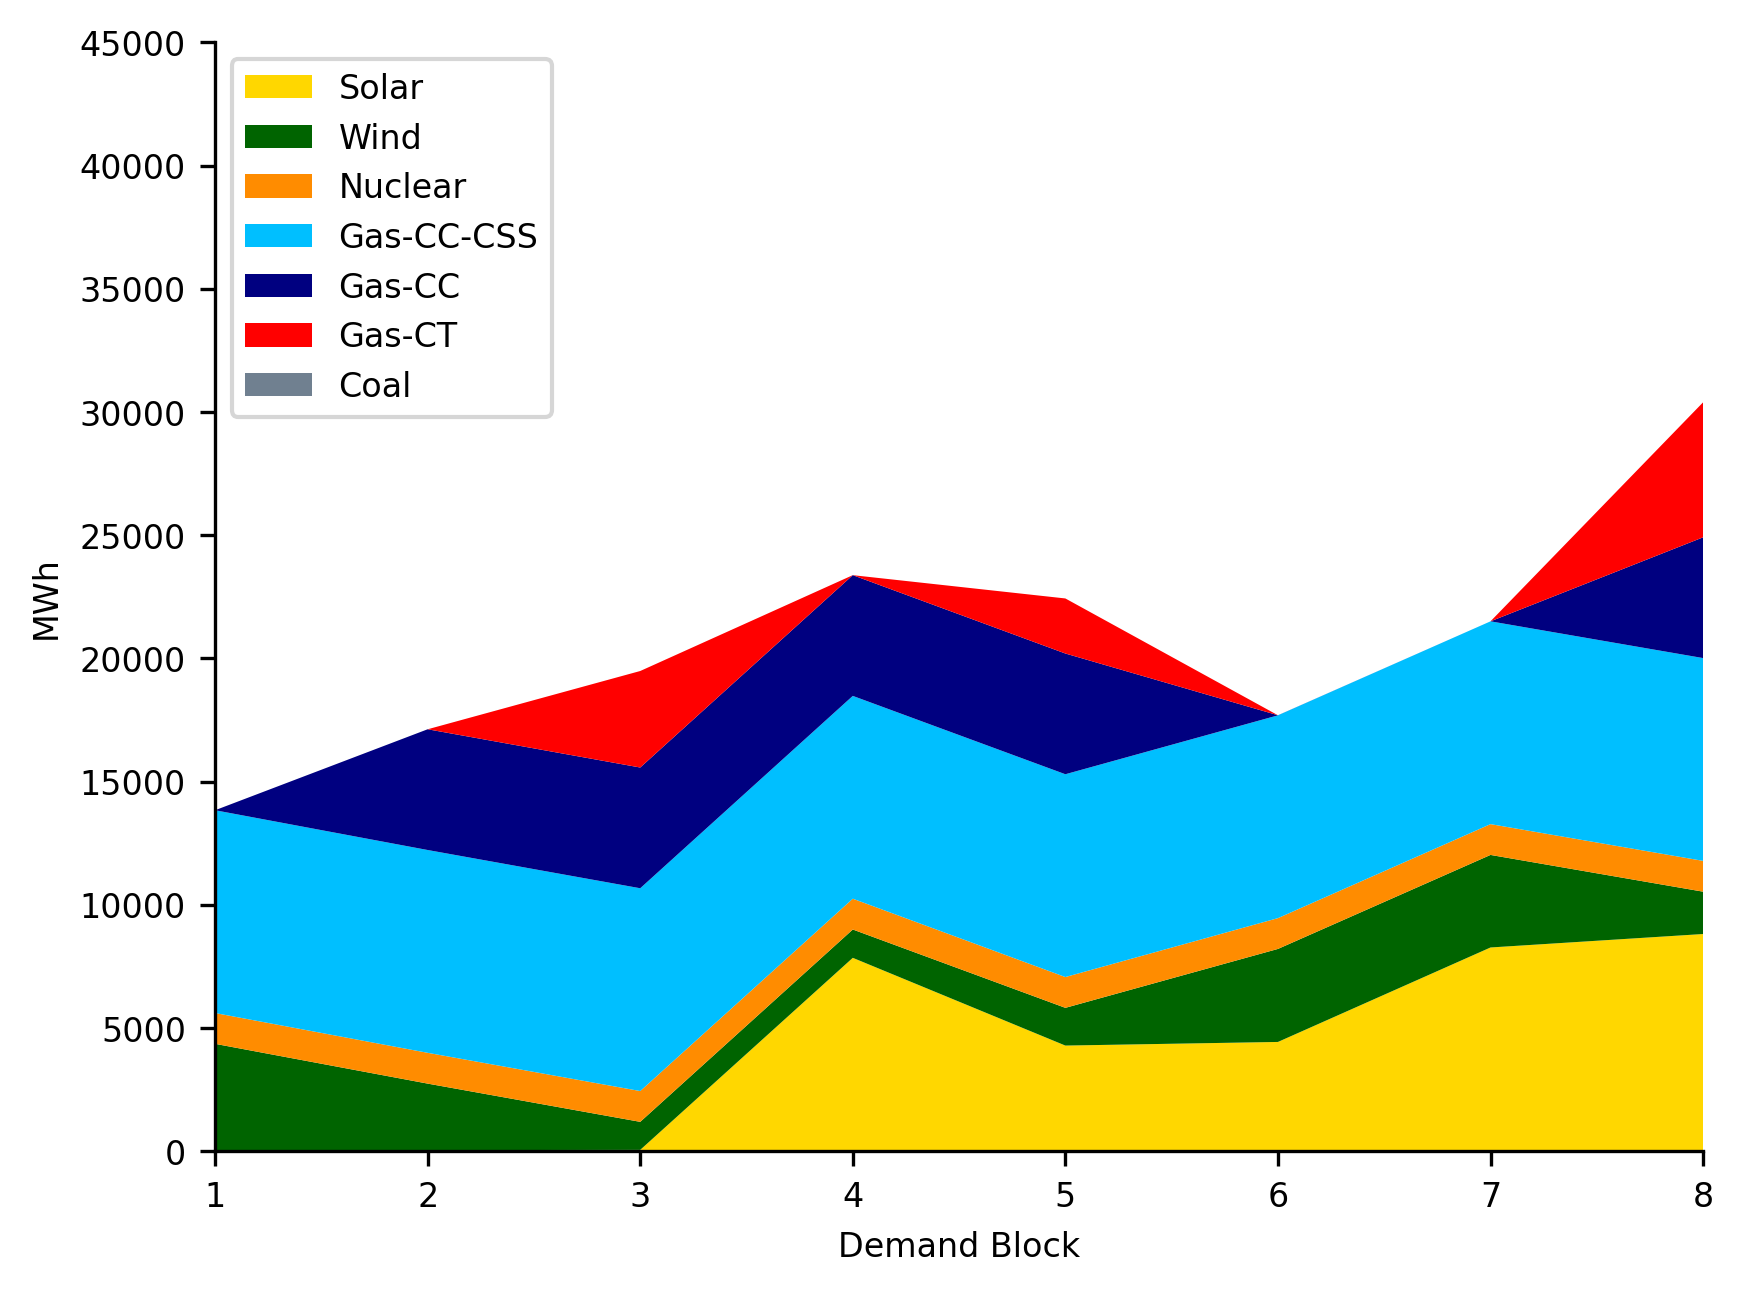 45000
40000
35000
30000
25000
20000
15000
10000
5000
0
MWh
Solar
Wind
Nuclear
Gas-CC-CSS
Gas-CC
Gas-CT
Coal
1 2 3 4 5 6 7 8
Demand Block